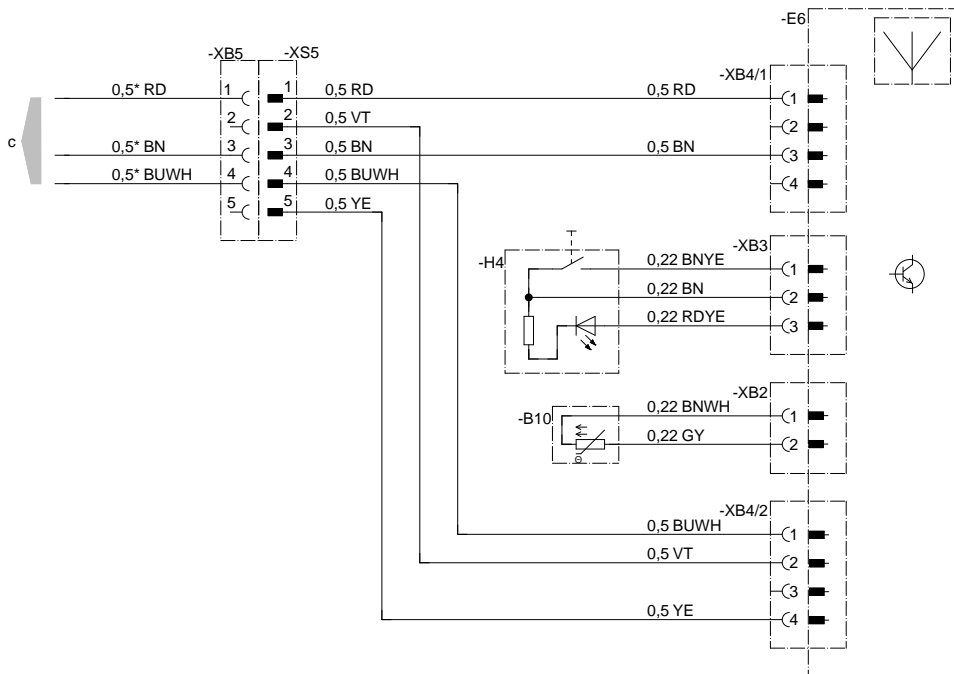 -E6
-XB5 -XS5
-XB4/1
0,5* RD 1 1 0,5 RD 0,5 RD 1
2 2 0,5 VT 2
c
0,5* BN 3 3 0,5 BN 0,5 BN 3
0,5* BUWH 4 4 0,5 BUWH 4
5 5 0,5 YE
-XB3
-H4
0,22 BNYE 1
0,22 BN 2
0,22 RDYE 3
-XB2
-B10
0,22 BNWH 1
0,22 GY 2
Θ
-XB4/2
0,5 BUWH 1
0,5 VT 2
3
0,5 YE 4